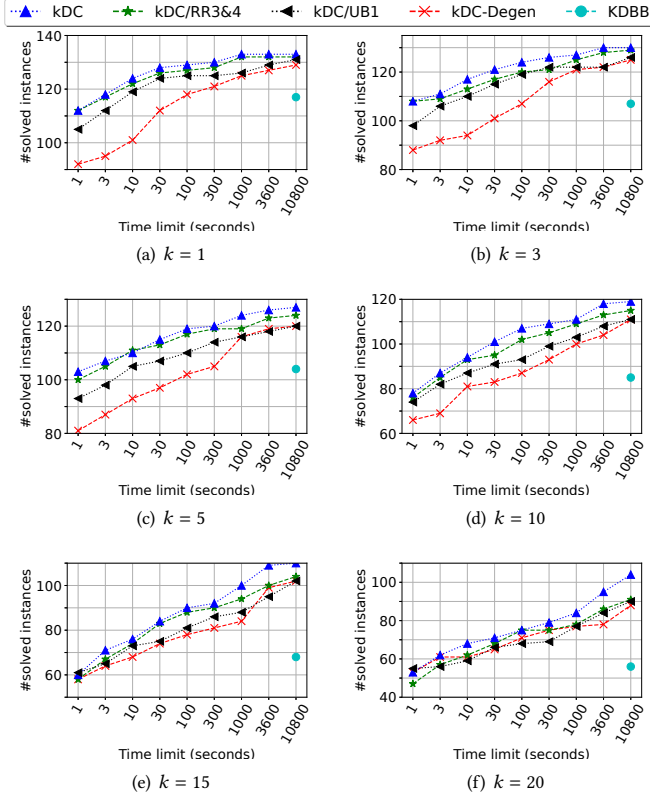 kDC kDC/RR3&4 kDC/UB1 kDC-Degen KDBB
#solved instances
140
120
100
1 3 10 30 100 300 1000 3600 10800
Time limit (seconds)
(a) k = 1
#solved instances
120
100
80
1 3 10 30 100 300 1000 3600 10800
Time limit (seconds)
(b) k = 3
#solved instances
120
100
80
1 3 10 30 100 300 1000 3600 10800
Time limit (seconds)
(c) k = 5
#solved instances
120
100
80
60
1 3 10 30 100 300 1000 3600 10800
Time limit (seconds)
(d) k = 10
#solved instances
100
80
60
1 3 10 30 100 300 1000 3600 10800
Time limit (seconds)
(e) k = 15
#solved instances
100
80
60
40
1 3 10 30 100 300 1000 3600 10800
Time limit (seconds)
(f) k = 20